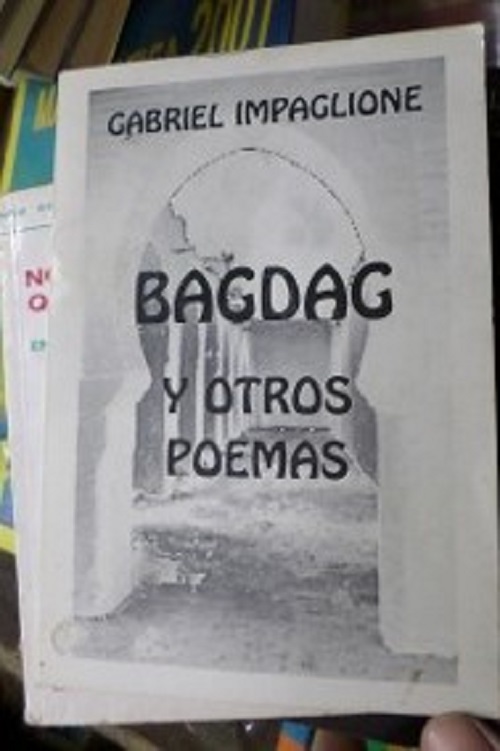 GABRIEL IMPAGLIONE
BAGDAG
Y OTROS
POEMAS